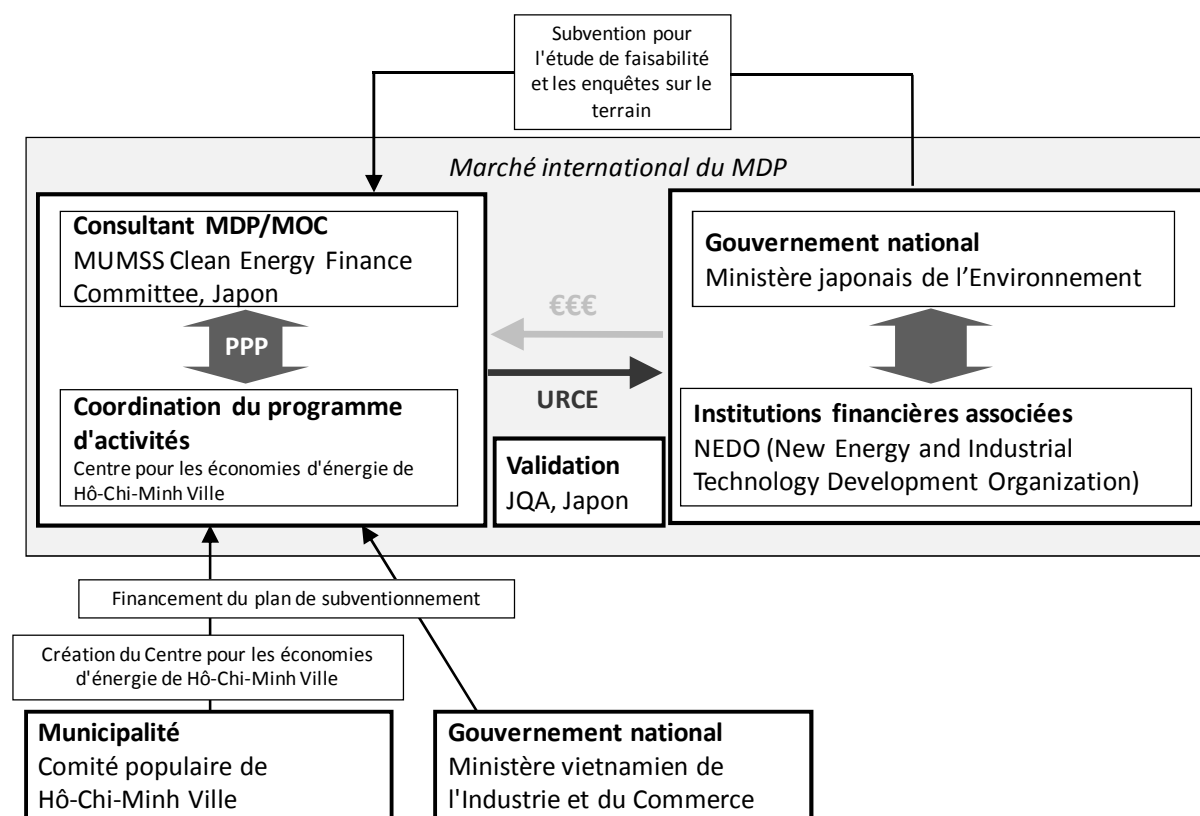 Subvention pour
l'étude de faisabilité
et les enquêtes sur le
terrain
Marché international du MDP
Consultant MDP/MOC
MUMSS Clean Energy Finance
Committee, Japon
PPP
Coordination du programme
d'activités
Centre pour les économies d'énergie de
Hô-Chi-Minh Ville
€€€
URCE
Validation
JQA, Japon
Gouvernement national
Ministère japonais de l’Environnement
Institutions financières associées
NEDO (New Energy and Industrial
Technology Development Organization)
Financement du plan de subventionnement
Création du Centre pour les économies
d'énergie de Hô-Chi-Minh Ville
Municipalité
Comité populaire de
Hô-Chi-Minh Ville
Gouvernement national
Ministère vietnamien de
l'Industrie et du Commerce